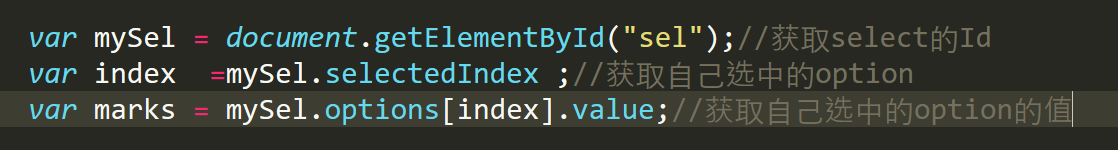 var mySel = document.getElementById("sel");//获取select的Id
var index  =mySel.selectedIndex ;//获取自己选中的option
var marks = mySel.options[index].value;//获取自己选中的option的值